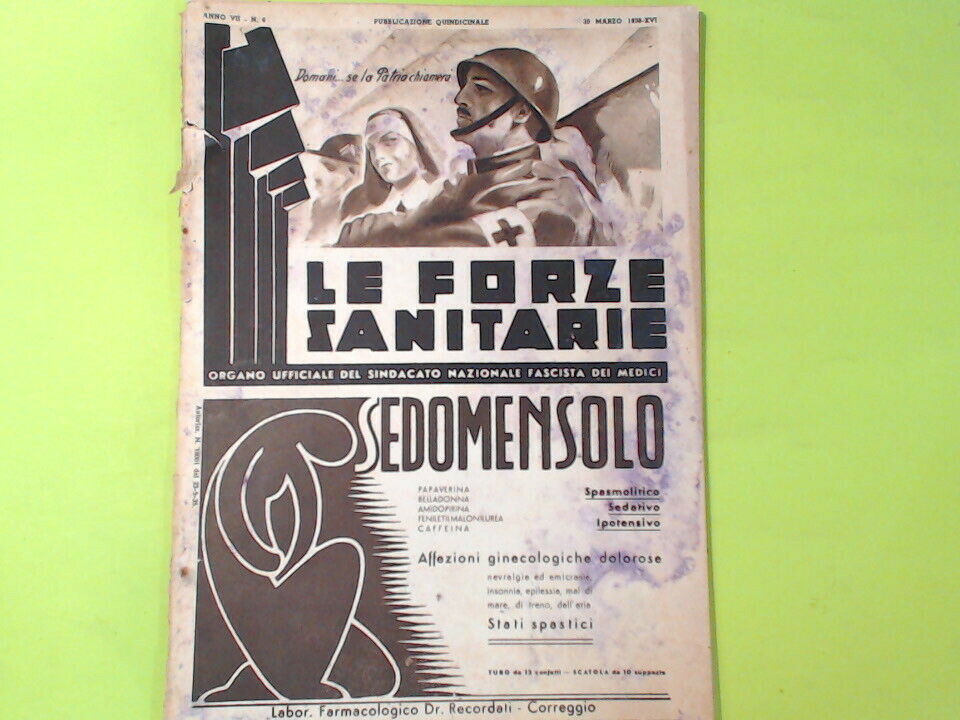 ANNO VII - N. 6
PUBBLICAZIONE QUINDICINALE
30 MARZO 1938-XVI
Domani... se la Patria chiamerà
LE FORZE
SANITARIE
ORGANO UFFICIALE DEL SINDACATO NAZIONALE FASCISTA DEI MEDICI
SEDOMENSOLO
PAPAVERINA
BELLADONNA
AMIDOPIRINA
FENILETILMALONILUREA
CAFFEINA
Spasmolitico
Sedativo
Ipotensivo
Affezioni ginecologiche dolorose
nevralgie ed emicranie,
insonnia, epilessia, mal di
mare, di treno, dell'aria
Stati spastici
TUBO da 12 confetti - SCATOLA da 10 supposte
Labor. Farmacologico Dr. Recordati - Correggio